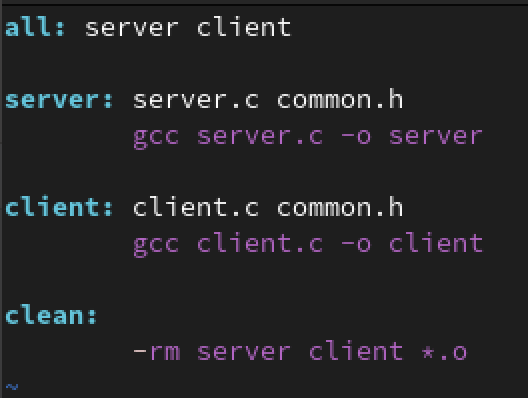 all: server client
server: server.c common.h
gcc server.c -o server
client: client.c common.h
gcc client.c -o client
clean:
-rm server client *.o
~